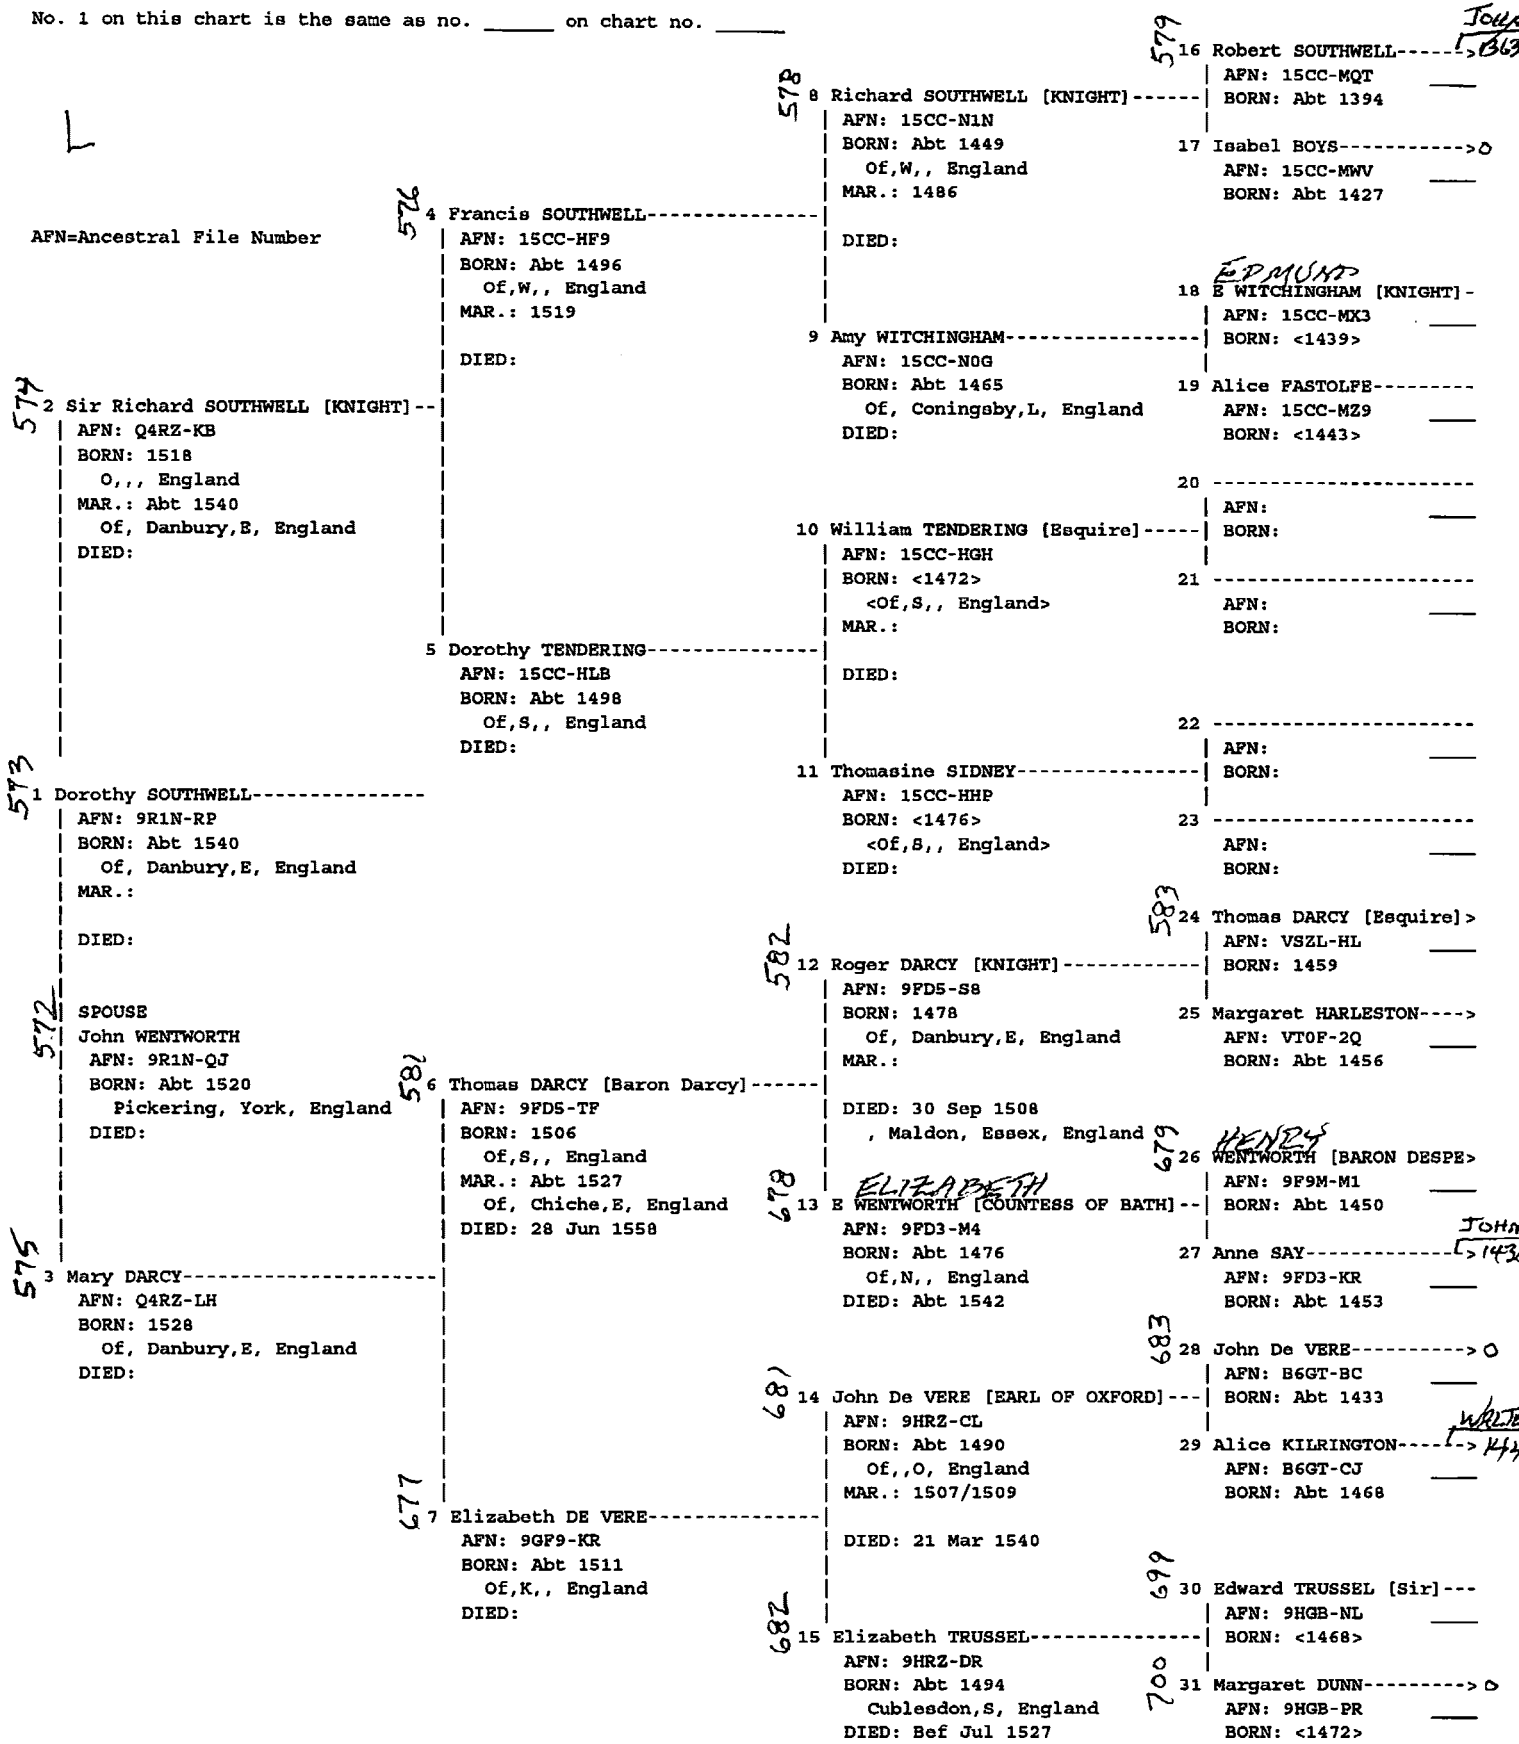 No. 1 on this chart is the same as no. _____ on chart no. _____
L
AFN=Ancestral File Number
573
1 Dorothy SOUTHWELL--------------
AFN: 9R1N-RP
BORN: Abt 1540
Of, Danbury,E, England
MAR.:
DIED:
572
SPOUSE
John WENTWORTH
AFN: 9R1N-QJ
BORN: Abt 1520
Pickering, York, England
DIED:
574
2 Sir Richard SOUTHWELL [KNIGHT]--
AFN: Q4RZ-KB
BORN: 1518
O,,, England
MAR.: Abt 1540
Of, Danbury,E, England
DIED:
575
3 Mary DARCY-----------------------
AFN: Q4RZ-LH
BORN: 1528
Of, Danbury,E, England
DIED:
576
4 Francis SOUTHWELL--------------
AFN: 15CC-HF9
BORN: Abt 1496
Of,W,, England
MAR.: 1519
DIED:
5 Dorothy TENDERING--------------
AFN: 15CC-HLB
BORN: Abt 1498
Of,S,, England
DIED:
581
6 Thomas DARCY [Baron Darcy]-----
AFN: 9FD5-TF
BORN: 1506
Of,S,, England
MAR.: Abt 1527
Of, Chiche,E, England
DIED: 28 Jun 1558
677
7 Elizabeth DE VERE--------------
AFN: 9GF9-KR
BORN: Abt 1511
Of,K,, England
DIED:
578
8 Richard SOUTHWELL [KNIGHT]------
AFN: 15CC-N1N
BORN: Abt 1449
Of,W,, England
MAR.: 1486
DIED:
9 Amy WITCHINGHAM----------------
AFN: 15CC-N0G
BORN: Abt 1465
Of, Coningsby,L, England
DIED:
10 William TENDERING [Esquire]-----
AFN: 15CC-HGH
BORN: <1472>
<Of,S,, England>
MAR.:
DIED:
11 Thomasine SIDNEY---------------
AFN: 15CC-HHP
BORN: <1476>
<Of,S,, England>
DIED:
582
12 Roger DARCY [KNIGHT]------------
AFN: 9FD5-S8
BORN: 1478
Of, Danbury,E, England
MAR.:
DIED: 30 Sep 1508
, Maldon, Essex, England
678
ELIZABETH
13 E WENTWORTH [COUNTESS OF BATH]--
AFN: 9FD3-M4
BORN: Abt 1476
Of,N,, England
DIED: Abt 1542
681
14 John De VERE [EARL OF OXFORD]---
AFN: 9HRZ-CL
BORN: Abt 1490
Of,,O, England
MAR.: 1507/1509
DIED: 21 Mar 1540
682
15 Elizabeth TRUSSEL--------------
AFN: 9HRZ-DR
BORN: Abt 1494
Cublesdon,S, England
DIED: Bef Jul 1527
579
16 Robert SOUTHWELL----->
1363
AFN: 15CC-MQT
BORN: Abt 1394
17 Isabel BOYS----------->0
AFN: 15CC-MWV
BORN: Abt 1427
EDMUND
18 E WITCHINGHAM [KNIGHT]-
AFN: 15CC-MX3
BORN: <1439>
19 Alice FASTOLFE---------
AFN: 15CC-MZ9
BORN: <1443>
20 -----------------------
AFN:
BORN:
21 -----------------------
AFN:
BORN:
22 -----------------------
AFN:
BORN:
23 -----------------------
AFN:
BORN:
583
24 Thomas DARCY [Esquire]>
AFN: VSZL-HL
BORN: 1459
25 Margaret HARLESTON---->
AFN: VT0F-2Q
BORN: Abt 1456
679
HENRY
26 WENTWORTH [BARON DESPE>
AFN: 9F9M-M1
BORN: Abt 1450
27 Anne SAY-------------->
AFN: 9FD3-KR
BORN: Abt 1453
683
28 John De VERE---------->0
AFN: B6GT-BC
BORN: Abt 1433
29 Alice KILRINGTON------>
AFN: B6GT-CJ
BORN: Abt 1468
699
30 Edward TRUSSEL [Sir]---
AFN: 9HGB-NL
BORN: <1468>
700
31 Margaret DUNN--------->0
AFN: 9HGB-PR
BORN: <1472>